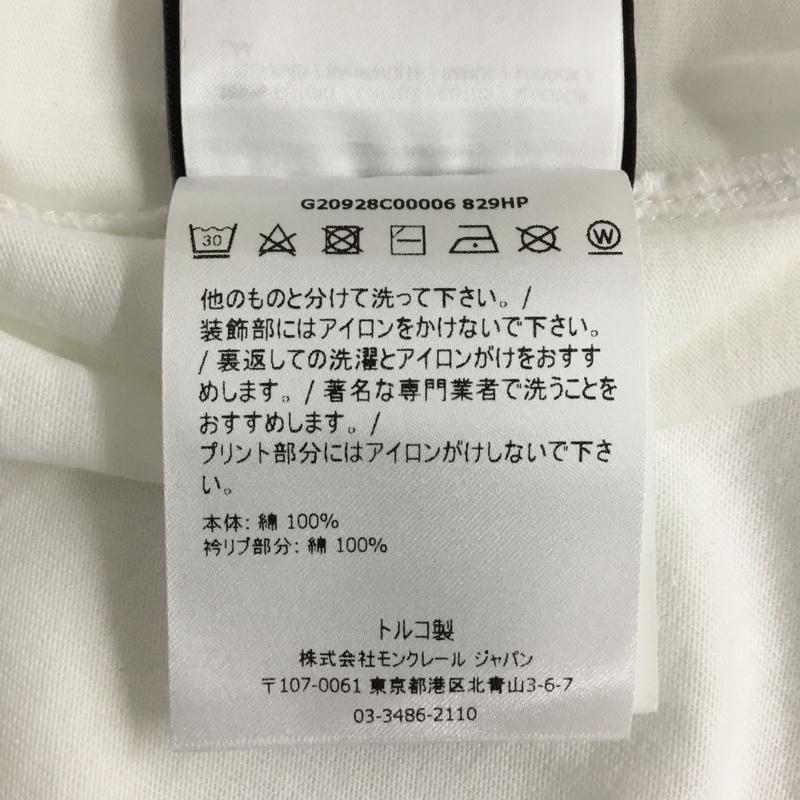 G20928C00006 829HP
30
W
他のものと分けて洗って下さい。/
装飾部にはアイロンをかけないで下さい。
/ 裏返しての洗濯とアイロンがけをおすす
めします。/ 著名な専門業者で洗うことを
おすすめします。/
プリント部分にはアイロンがけしないで下さ
い。
本体: 綿 100%
衿リブ部分: 綿 100%
トルコ製
株式会社モンクレール ジャパン
〒107-0061 東京都港区北青山3-6-7
03-3486-2110